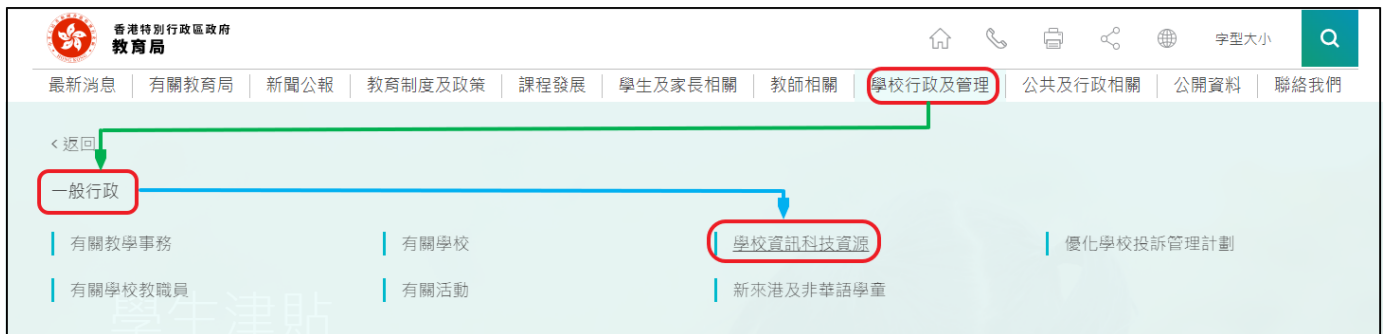 香港特別行政區政府
教育局
字型大小
最新消息 有關教育局 新聞公報 教育制度及政策 課程發展 學生及家長相關 教師相關 學校行政及管理 公共及行政相關 公開資料 聯絡我們
<返回
一般行政
有關教學事務 有關學校 學校資訊科技資源 優化學校投訴管理計劃
有關學校教職員 有關活動 新來港及非華語學童
學生津貼